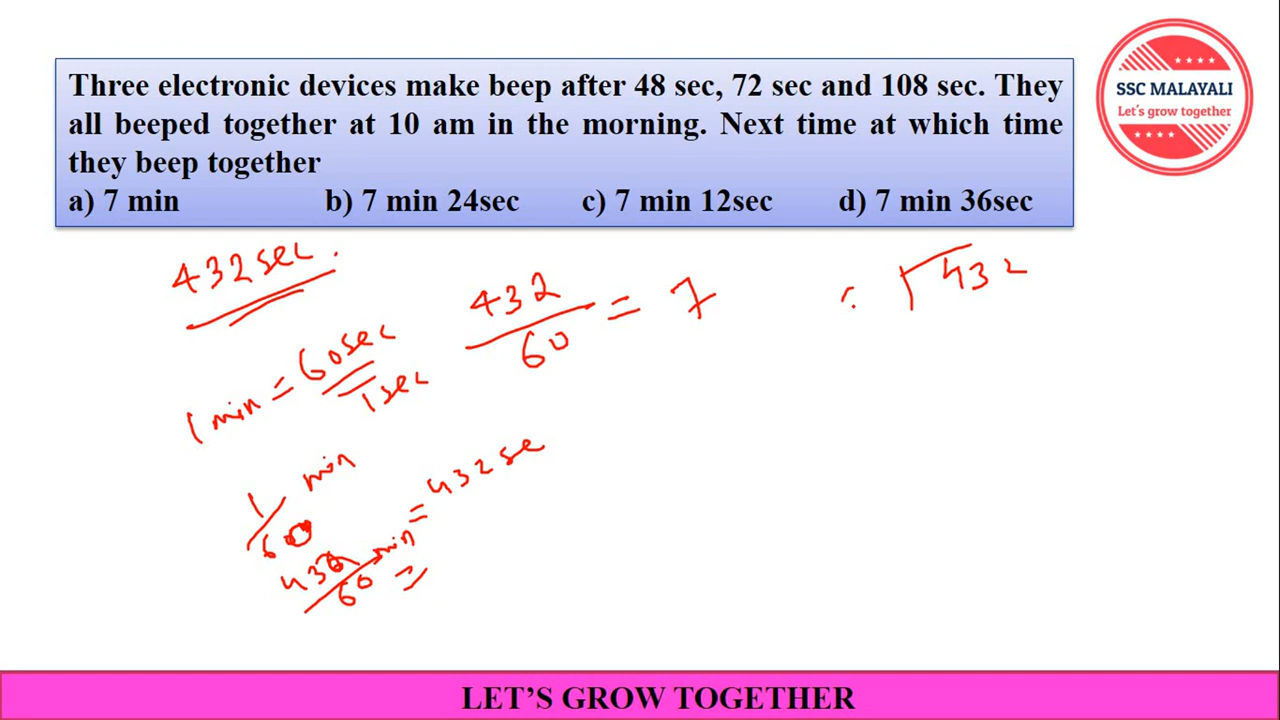 Three electronic devices make beep after 48 sec, 72 sec and 108 sec. They
all beeped together at 10 am in the morning. Next time at which time
they beep together
a) 7 min b) 7 min 24sec c) 7 min 12sec d) 7 min 36sec
SSC MALAYALI
Let's grow together
432 sec.
432
60
= 7
432
1 min = 60 sec
1 sec
1
60
min
432
60
min
= 432 se
=
LET'S GROW TOGETHER